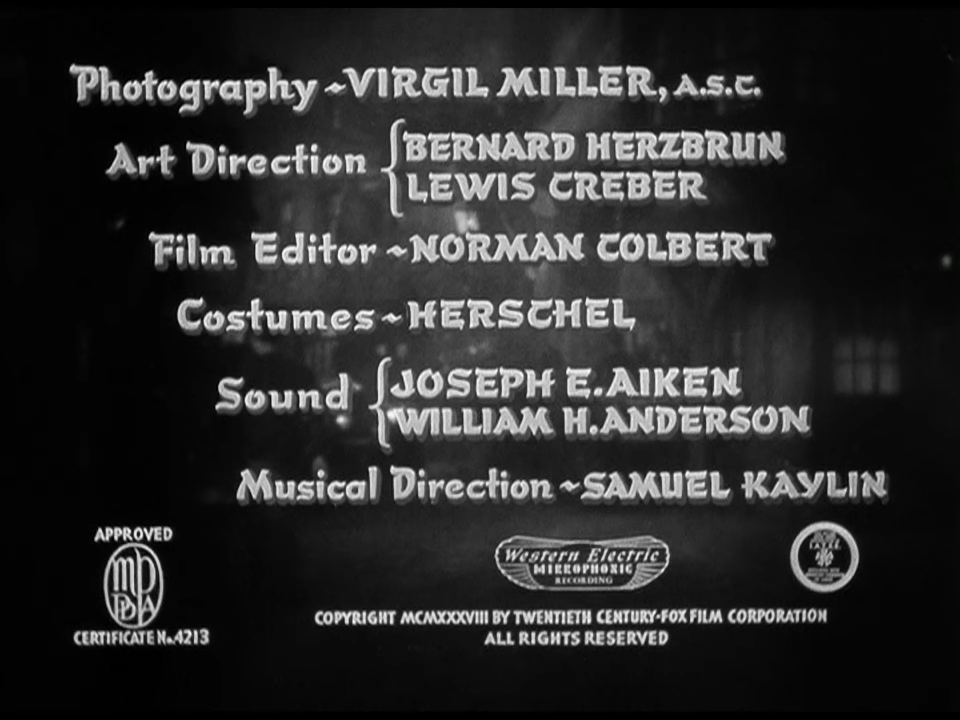 Photography ~ VIRGIL MILLER, A.S.C.
Art Direction { BERNARD HERZBRUN
LEWIS CREBER
Film Editor ~ NORMAN COLBERT
Costumes ~ HERSCHEL
Sound { JOSEPH E. AIKEN
WILLIAM H. ANDERSON
Musical Direction ~ SAMUEL KAYLIN
APPROVED
MPPDA
CERTIFICATE No. 4213
Western Electric
MIRROPHONIC
RECORDING
I.A.T.S.E.
COPYRIGHT MCMXXXVIII BY TWENTIETH CENTURY-FOX FILM CORPORATION
ALL RIGHTS RESERVED